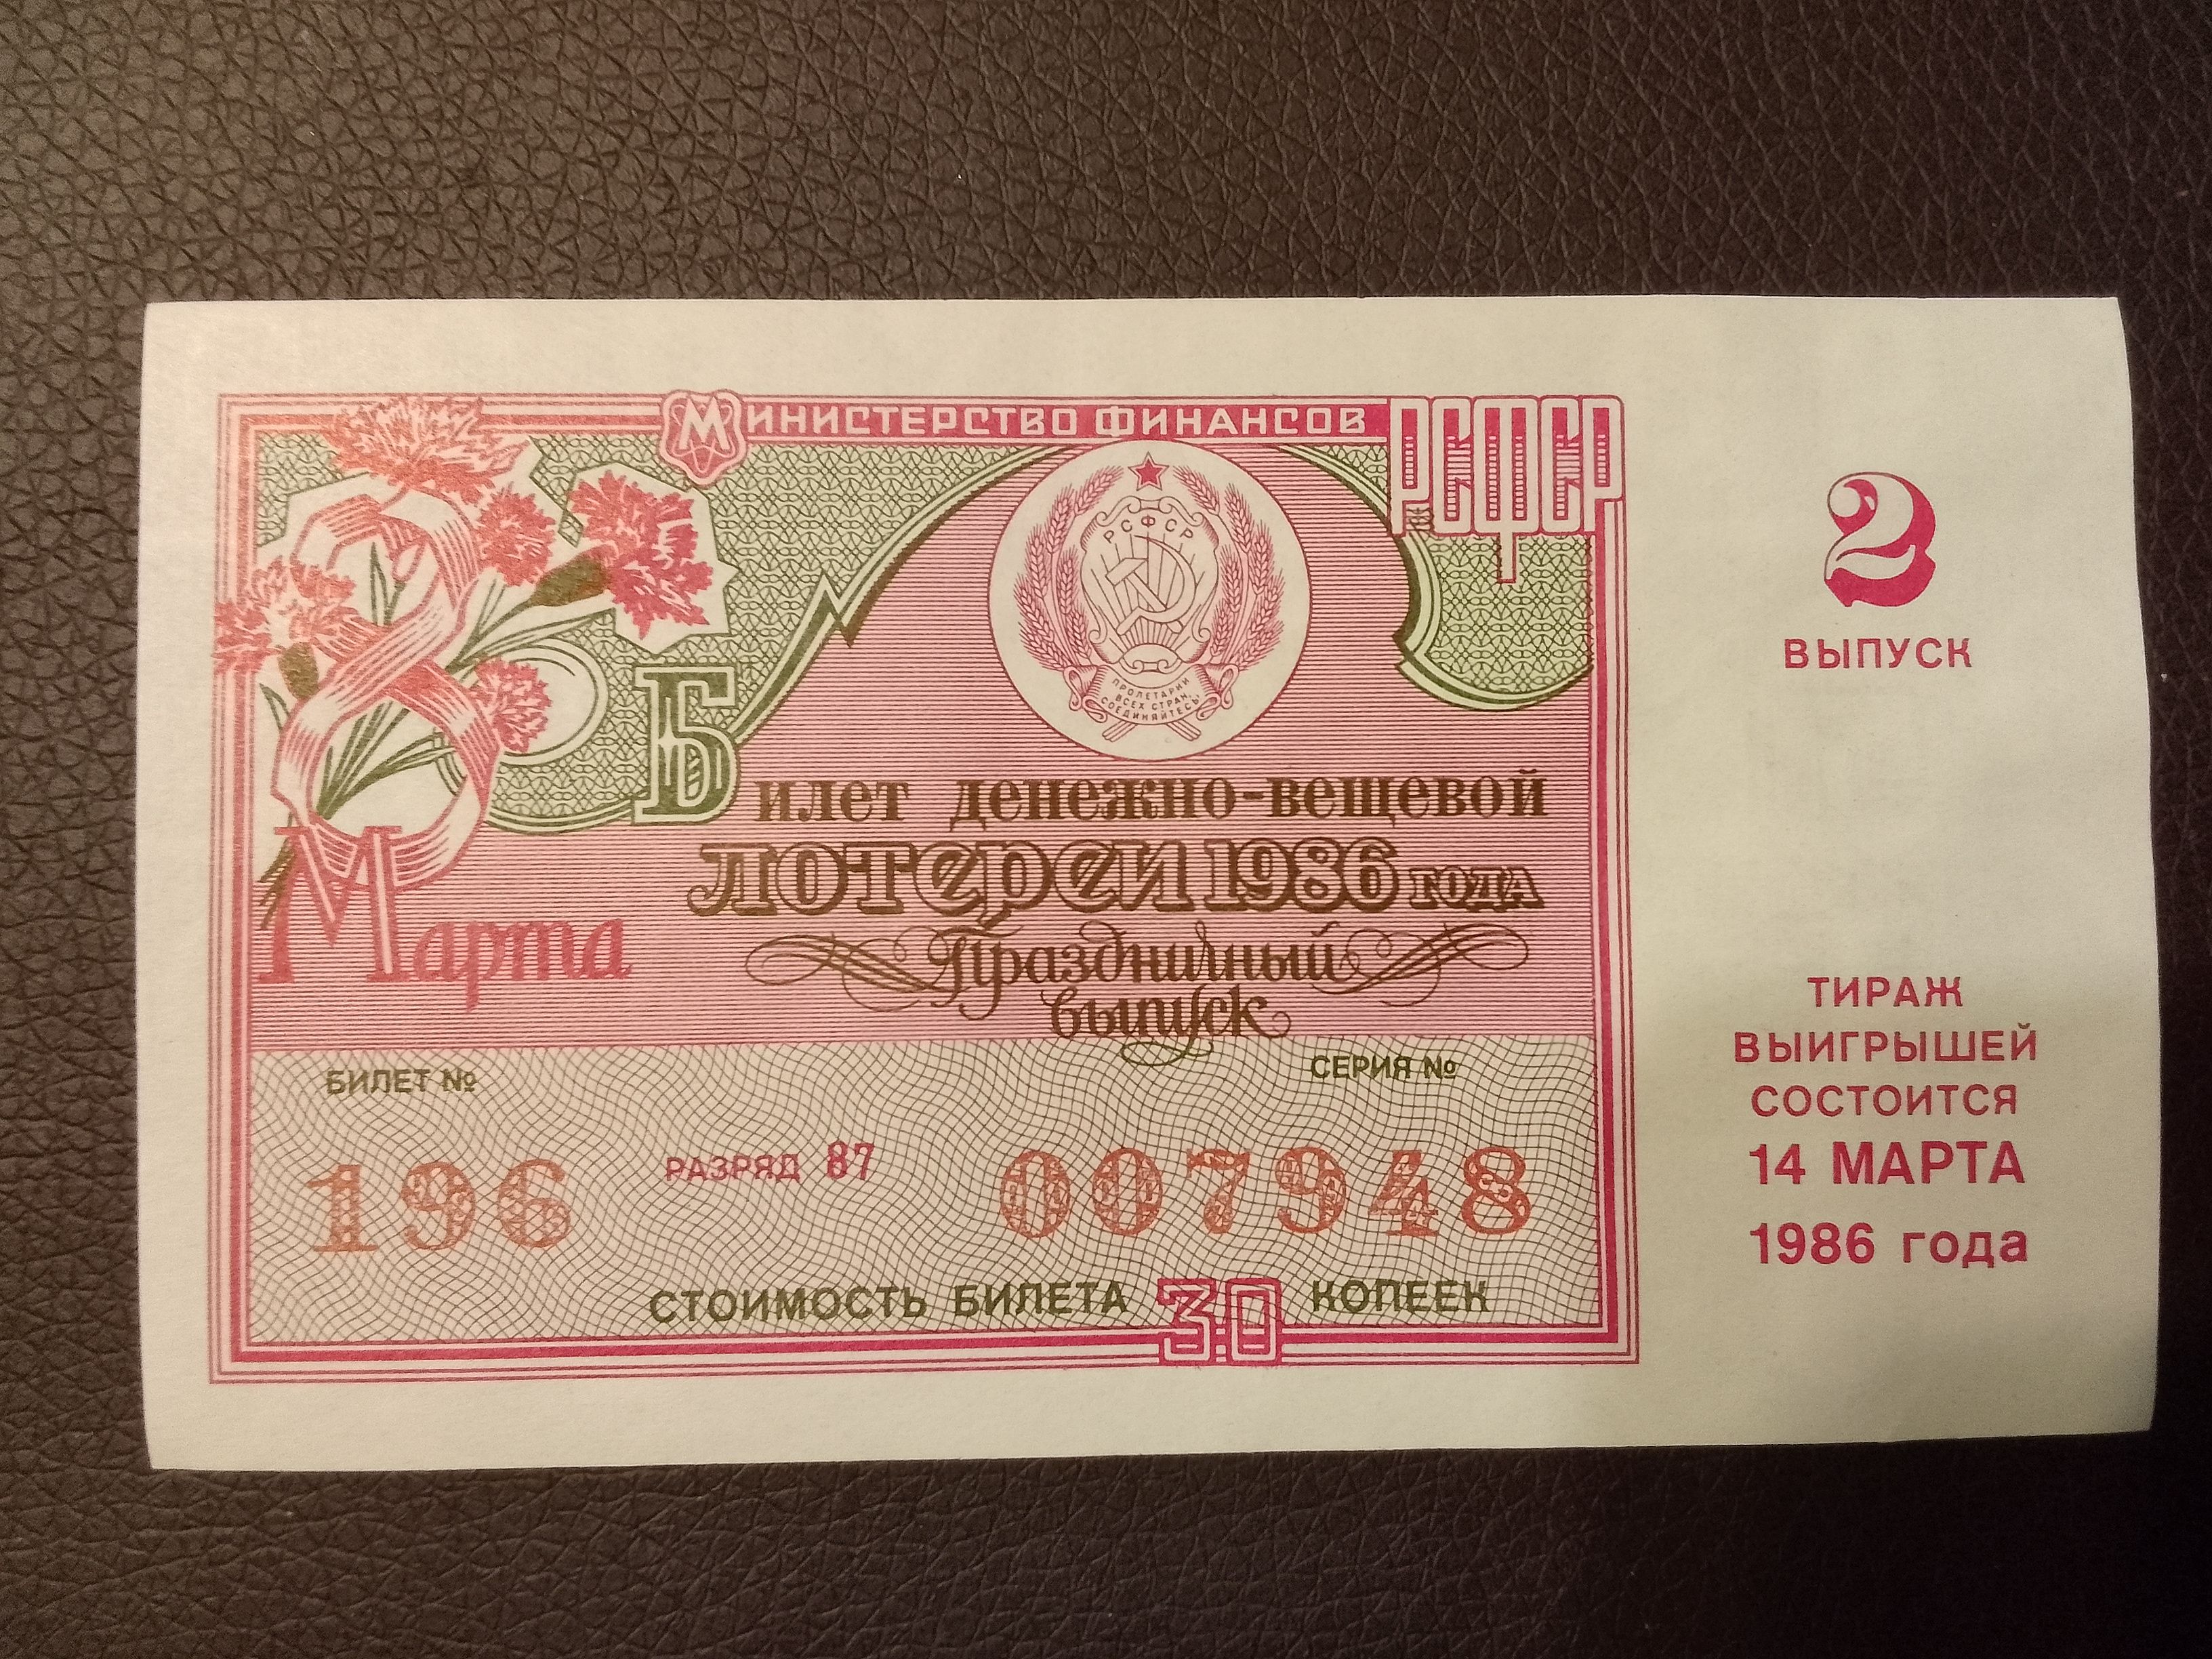 МИНИСТЕРСТВО ФИНАНСОВ РСФСР
РСФСР
ПРОЛЕТАРИИ
ВСЕХ СТРАН,
СОЕДИНЯЙТЕСЬ!
8 Марта
Билет денежно-вещевой
ЛОТЕРЕИ 1986 ГОДА
Праздничный
выпуск
БИЛЕТ №
СЕРИЯ №
196 РАЗРЯД 87 007948
СТОИМОСТЬ БИЛЕТА 30 КОПЕЕК
2
ВЫПУСК
ТИРАЖ
ВЫИГРЫШЕЙ
СОСТОИТСЯ
14 МАРТА
1986 года